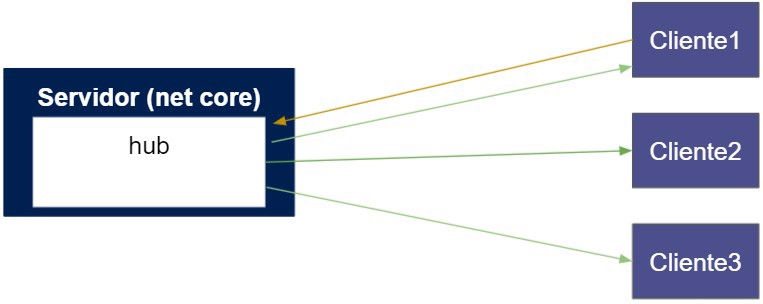 Servidor (net core)
hub
Cliente1
Cliente2
Cliente3